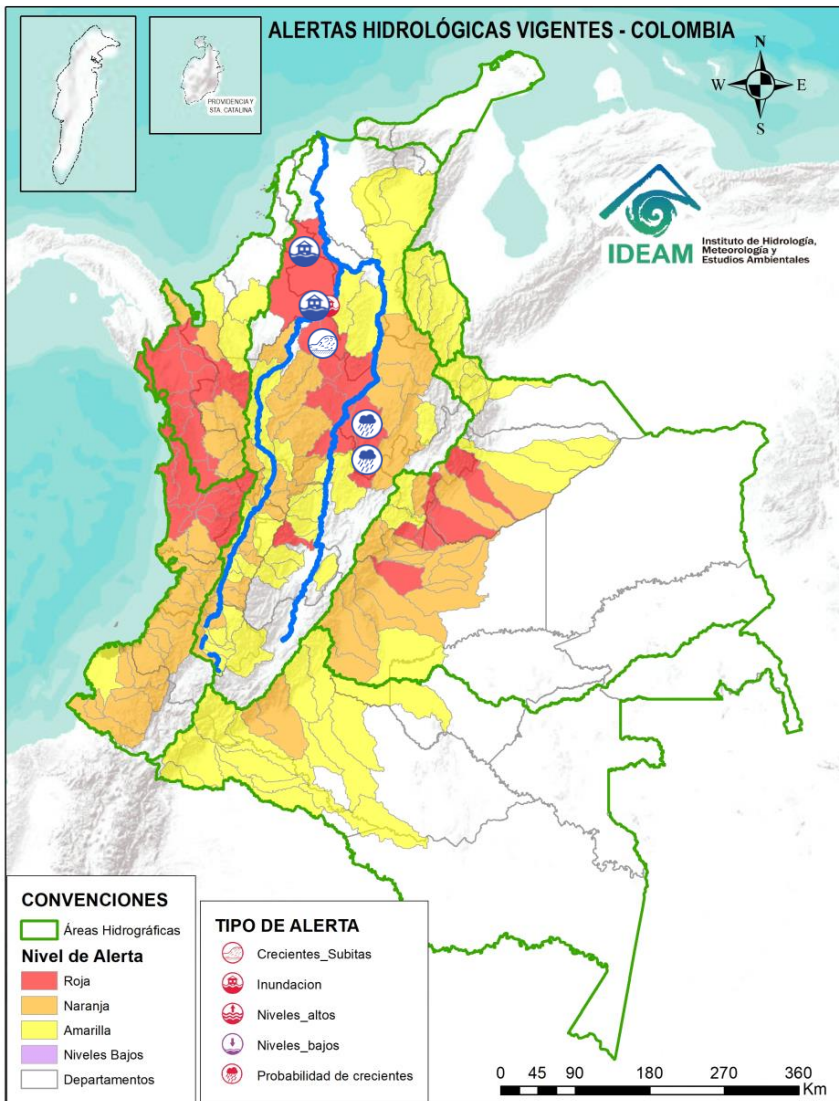 ALERTAS HIDROLÓGICAS VIGENTES - COLOMBIA
PROVIDENCIA Y
STA. CATALINA
N
W
E
S
IDEAM
Instituto de Hidrología,
Meteorología y
Estudios Ambientales
CONVENCIONES
Áreas Hidrográficas
Nivel de Alerta
Roja
Naranja
Amarilla
Niveles Bajos
Departamentos
TIPO DE ALERTA
Crecientes_Subitas
Inundacion
Niveles_altos
Niveles_bajos
Probabilidad de crecientes
0 45 90 180 270 360
Km